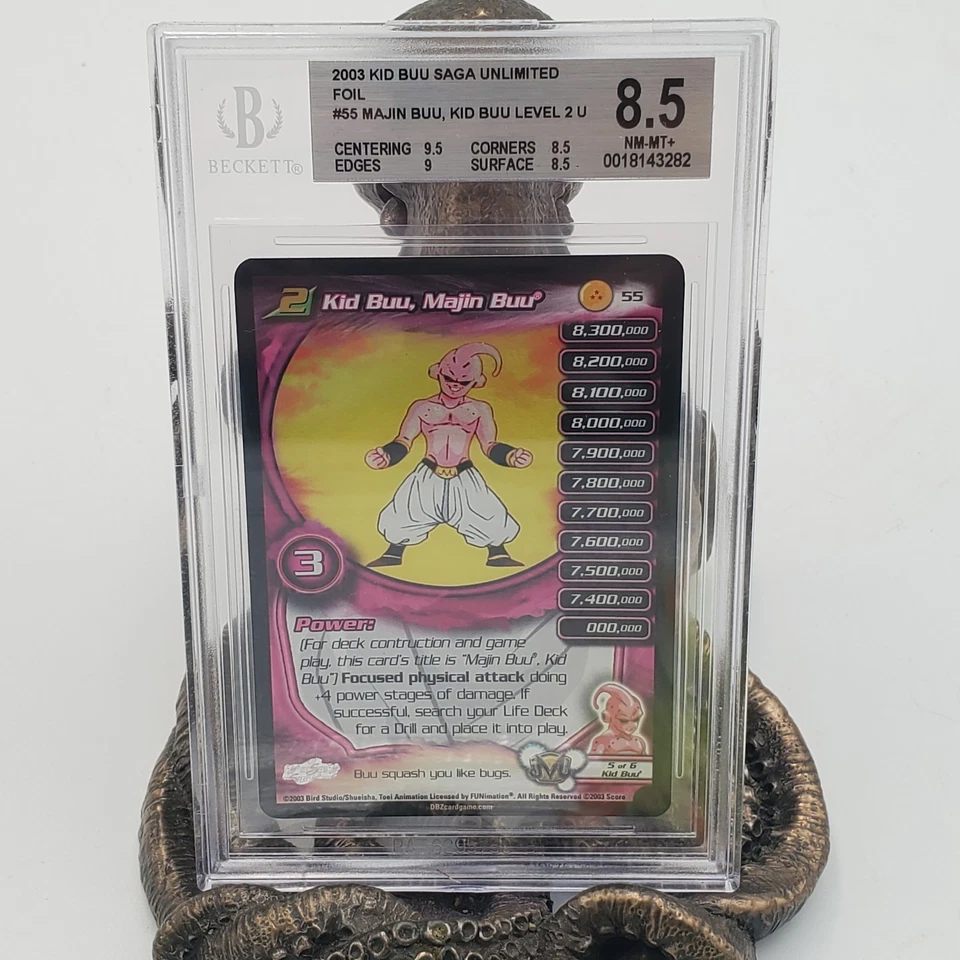 2003 KID BUU SAGA UNLIMITED
FOIL
#55 MAJIN BUU, KID BUU LEVEL 2 U
CENTERING 9.5 CORNERS 8.5
EDGES 9 SURFACE 8.5
8.5
NM-MT+
0018143282
B
BECKETT®
2 Kid Buu, Majin Buu® 55
8,300,000
8,200,000
8,100,000
8,000,000
7,900,000
7,800,000
7,700,000
7,600,000
7,500,000
7,400,000
000,000
3
Power:
(For deck contruction and game
play, this card's title is "Majin Buu®, Kid
Buu") Focused physical attack doing
+4 power stages of damage. If
successful, search your Life Deck
for a Drill and place it into play.
Buu squash you like bugs.
M
5 of 6
Kid Buu®
©2003 Bird Studio/Shueisha, Toei Animation Licensed by FUNimation®. All Rights Reserved ©2003 Score
DBZcardgame.com